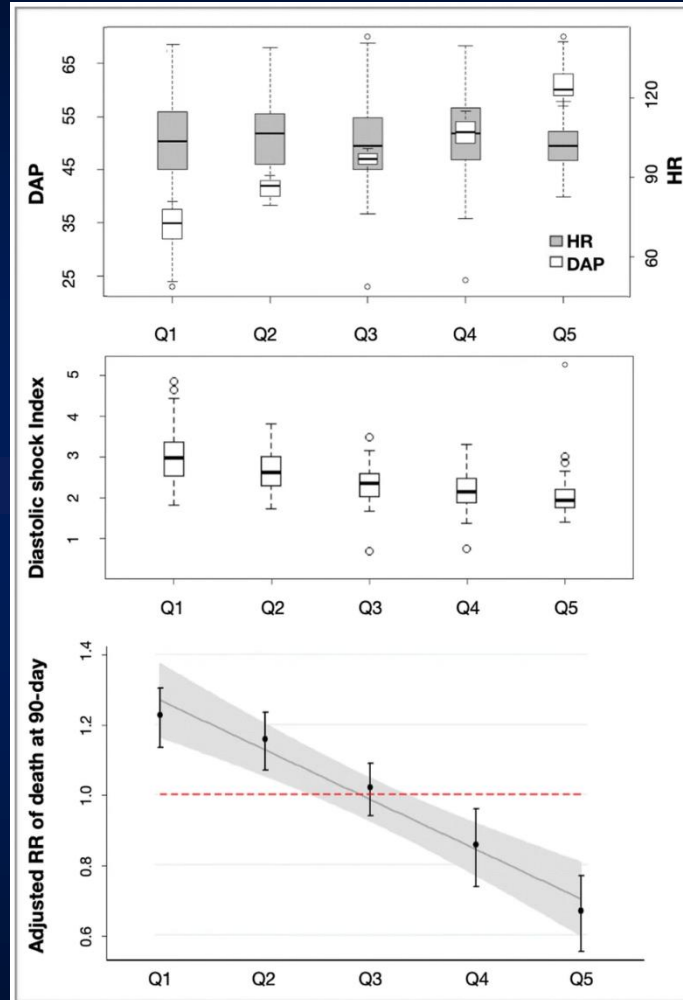 65
55
45
35
25
DAP
120
90
60
HR
HR
DAP
Q1 Q2 Q3 Q4 Q5
5
4
3
2
1
Diastolic shock Index
Q1 Q2 Q3 Q4 Q5
1.4
1.2
1.0
0.8
0.6
Adjusted RR of death at 90-day
Q1 Q2 Q3 Q4 Q5